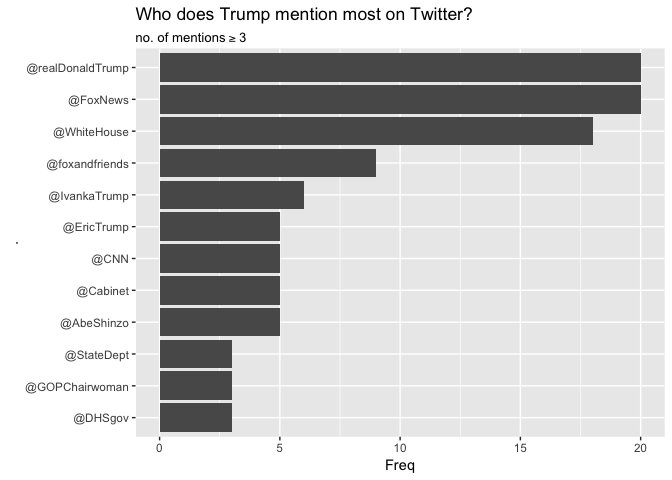 Who does Trump mention most on Twitter?
no. of mentions ≥ 3
@realDonaldTrump
@FoxNews
@WhiteHouse
@foxandfriends
@IvankaTrump
@EricTrump
.
@CNN
@Cabinet
@AbeShinzo
@StateDept
@GOPChairwoman
@DHSgov
0 5 10 15 20
Freq